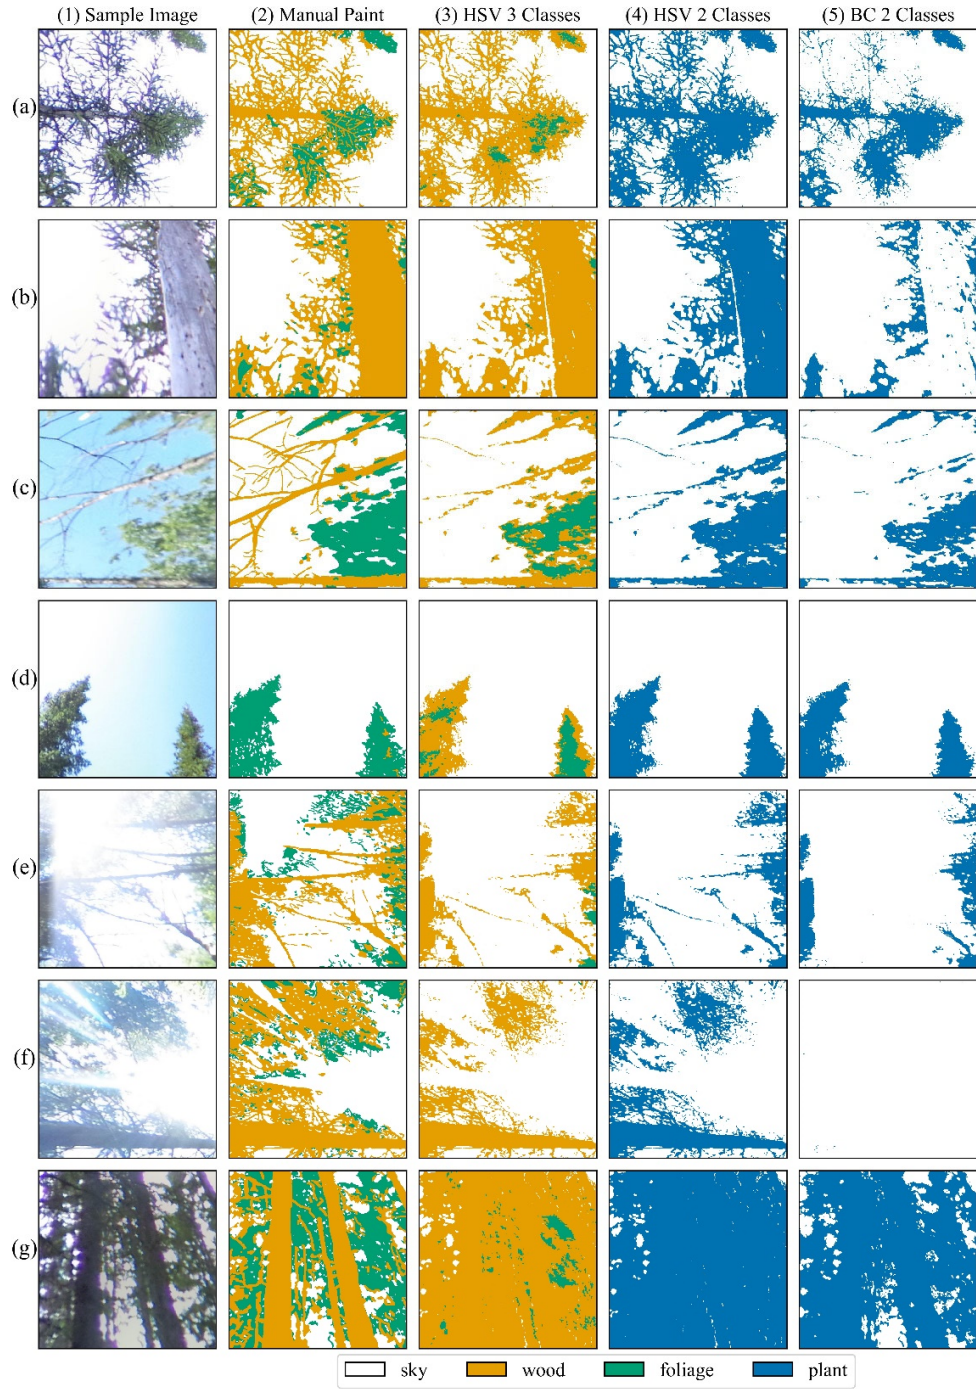 (1) Sample Image (2) Manual Paint (3) HSV 3 Classes (4) HSV 2 Classes (5) BC 2 Classes
(a)
(b)
(c)
(d)
(e)
(f)
(g)
sky wood foliage plant